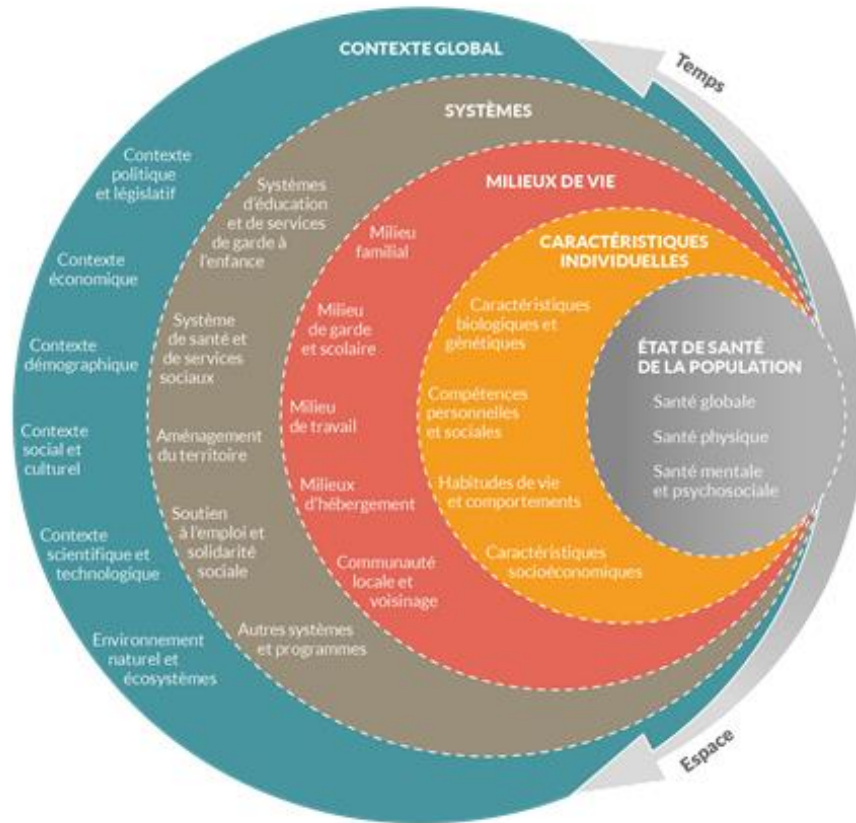 CONTEXTE GLOBAL
Contexte
politique
et législatif
Contexte
économique
Contexte
démographique
Contexte
social et
culturel
Contexte
scientifique et
technologique
Environnement
naturel et
écosystèmes
SYSTÈMES
Systèmes
d'éducation
et de services
de garde à
l'enfance
Système
de santé et
de services
sociaux
Aménagement
du territoire
Soutien
à l'emploi et
solidarité
sociale
Autres systèmes
et programmes
MILIEUX DE VIE
Milieu
familial
Milieu
de garde
et scolaire
Milieu
de travail
Milieux
d'hébergement
Communauté
locale et
voisinage
CARACTÉRISTIQUES
INDIVIDUELLES
Caractéristiques
biologiques et
génétiques
Compétences
personnelles
et sociales
Habitudes de vie
et comportements
Caractéristiques
socioéconomiques
ÉTAT DE SANTÉ
DE LA POPULATION
Santé globale
Santé physique
Santé mentale
et psychosociale
Temps
Espace